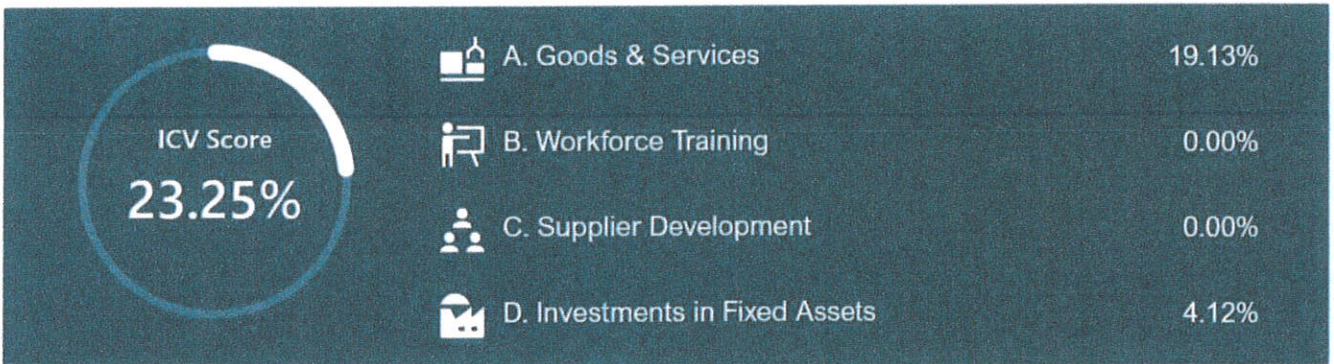 ICV Score
23.25%
A. Goods & Services 19.13%
B. Workforce Training 0.00%
C. Supplier Development 0.00%
D. Investments in Fixed Assets 4.12%